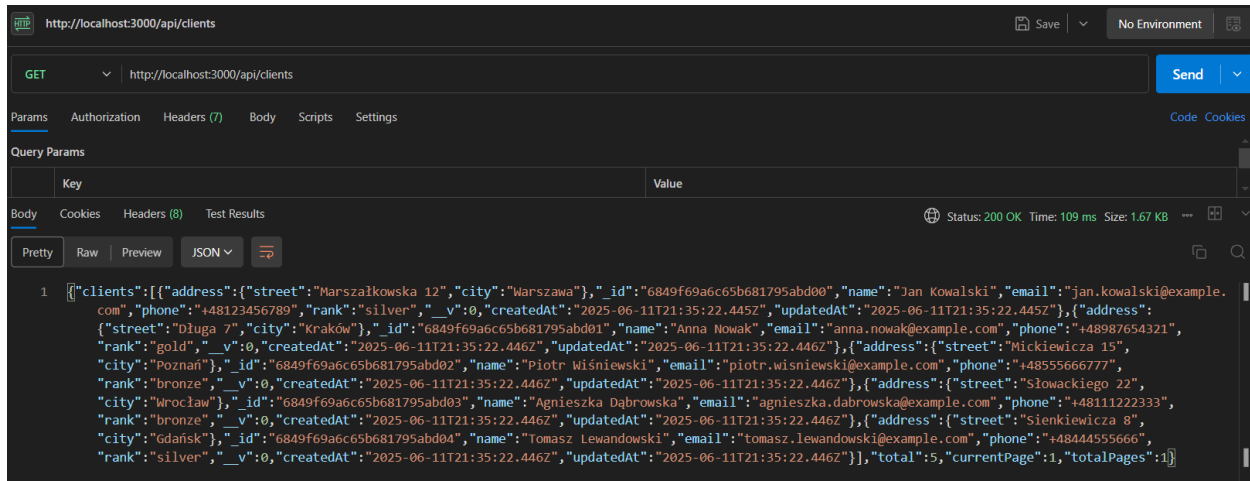 HTTP http://localhost:3000/api/clients Save No Environment
GET http://localhost:3000/api/clients Send
Params Authorization Headers (7) Body Scripts Settings Code Cookies
Query Params
Key Value
Body Cookies Headers (8) Test Results Status: 200 OK Time: 109 ms Size: 1.67 KB
Pretty Raw Preview JSON
1 {"clients":[{"address":{"street":"Marszałkowska 12","city":"Warszawa"},"_id":"6849f69a6c65b681795abd00","name":"Jan Kowalski","email":"jan.kowalski@example.
com","phone":"+48123456789","rank":"silver","__v":0,"createdAt":"2025-06-11T21:35:22.445Z","updatedAt":"2025-06-11T21:35:22.445Z"},{"address":
{"street":"Długa 7","city":"Kraków"},"_id":"6849f69a6c65b681795abd01","name":"Anna Nowak","email":"anna.nowak@example.com","phone":"+48987654321",
"rank":"gold","__v":0,"createdAt":"2025-06-11T21:35:22.446Z","updatedAt":"2025-06-11T21:35:22.446Z"},{"address":{"street":"Mickiewicza 15",
"city":"Poznań"},"_id":"6849f69a6c65b681795abd02","name":"Piotr Wiśniewski","email":"piotr.wisniewski@example.com","phone":"+48555666777",
"rank":"bronze","__v":0,"createdAt":"2025-06-11T21:35:22.446Z","updatedAt":"2025-06-11T21:35:22.446Z"},{"address":{"street":"Słowackiego 22",
"city":"Wrocław"},"_id":"6849f69a6c65b681795abd03","name":"Agnieszka Dąbrowska","email":"agnieszka.dabrowska@example.com","phone":"+48111222333",
"rank":"bronze","__v":0,"createdAt":"2025-06-11T21:35:22.446Z","updatedAt":"2025-06-11T21:35:22.446Z"},{"address":{"street":"Sienkiewicza 8",
"city":"Gdańsk"},"_id":"6849f69a6c65b681795abd04","name":"Tomasz Lewandowski","email":"tomasz.lewandowski@example.com","phone":"+48444555666",
"rank":"silver","__v":0,"createdAt":"2025-06-11T21:35:22.446Z","updatedAt":"2025-06-11T21:35:22.446Z"}],"total":5,"currentPage":1,"totalPages":1}